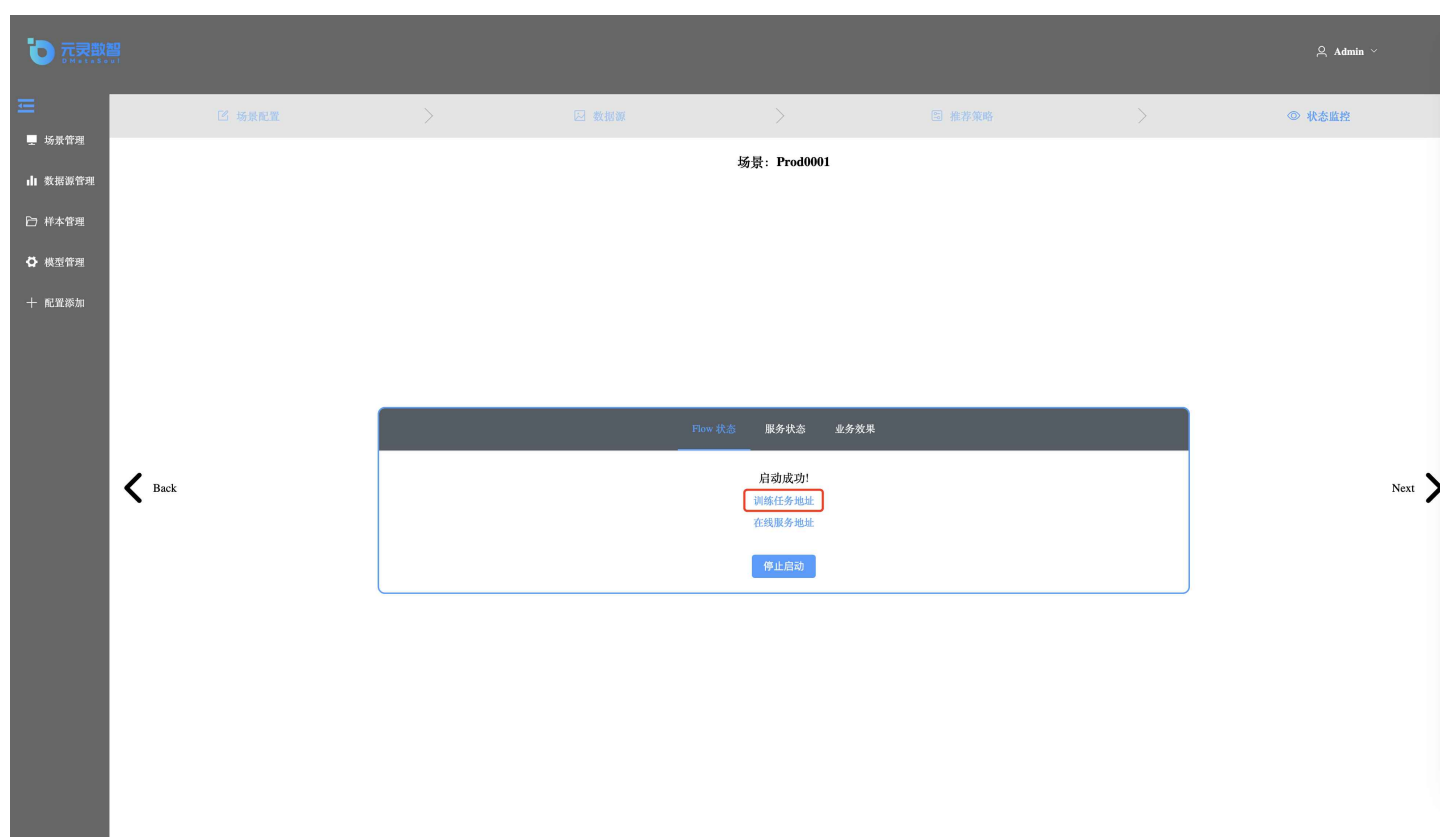 元灵数智
DMetaSoul
Admin
场景配置
数据源
推荐策略
状态监控
场景管理
数据源管理
样本管理
模型管理
配置添加
场景：Prod0001
Flow 状态
服务状态
业务效果
启动成功!
训练任务地址
在线服务地址
停止启动
Back
Next